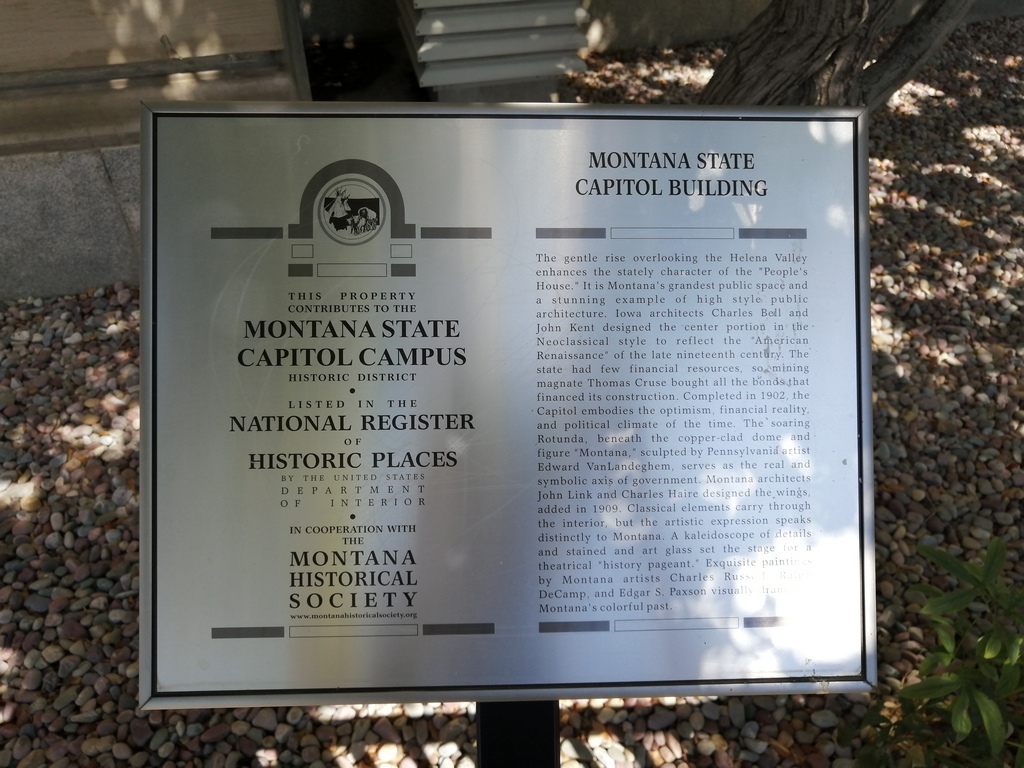 THIS PROPERTY
CONTRIBUTES TO THE
MONTANA STATE
CAPITOL CAMPUS
HISTORIC DISTRICT
•
LISTED IN THE
NATIONAL REGISTER
OF
HISTORIC PLACES
BY THE UNITED STATES
DEPARTMENT
OF INTERIOR
•
IN COOPERATION WITH
THE
MONTANA
HISTORICAL
SOCIETY
www.montanahistoricalsociety.org
MONTANA STATE
CAPITOL BUILDING
The gentle rise overlooking the Helena Valley
enhances the stately character of the "People's
House." It is Montana's grandest public space and
a stunning example of high style public
architecture. Iowa architects Charles Bell and
John Kent designed the center portion in the
Neoclassical style to reflect the "American
Renaissance" of the late nineteenth century. The
state had few financial resources, so mining
magnate Thomas Cruse bought all the bonds that
financed its construction. Completed in 1902, the
Capitol embodies the optimism, financial reality,
and political climate of the time. The soaring
Rotunda, beneath the copper-clad dome and
figure "Montana," sculpted by Pennsylvania artist
Edward VanLandeghem, serves as the real and
symbolic axis of government. Montana architects
John Link and Charles Haire designed the wings,
added in 1909. Classical elements carry through
the interior, but the artistic expression speaks
distinctly to Montana. A kaleidoscope of details
and stained and art glass set the stage for a
theatrical "history pageant." Exquisite paintings
by Montana artists Charles Russell, Ralph
DeCamp, and Edgar S. Paxson visually
Montana's colorful past.